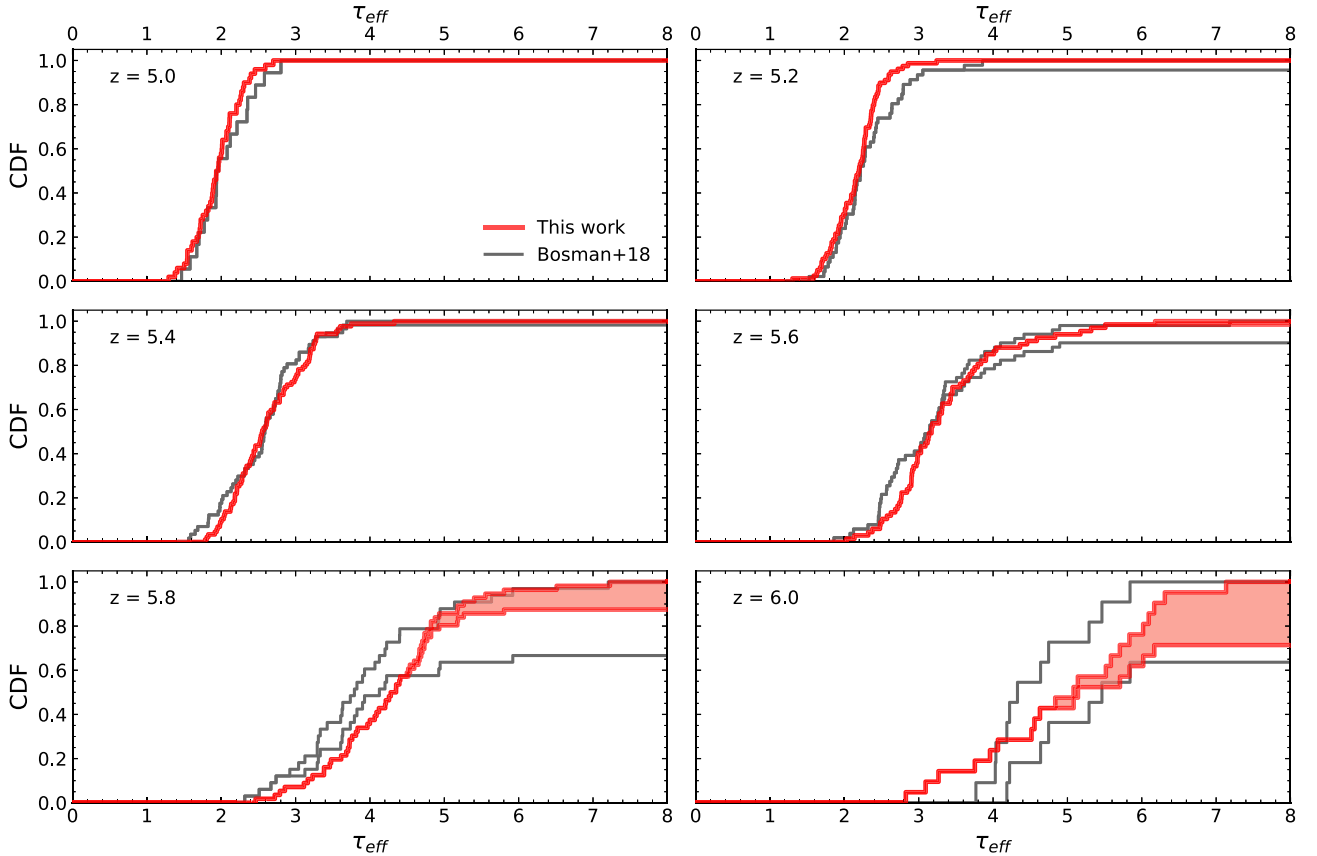 τeff τeff
0 1 2 3 4 5 6 7 8 0 1 2 3 4 5 6 7 8
1.0 z = 5.0 z = 5.2
0.8
0.6
CDF
0.4
0.2 This work
0.0 Bosman+18
1.0 z = 5.4 z = 5.6
0.8
0.6
CDF
0.4
0.2
0.0
1.0 z = 5.8 z = 6.0
0.8
0.6
CDF
0.4
0.2
0.0
0 1 2 3 4 5 6 7 8 0 1 2 3 4 5 6 7 8
τeff τeff